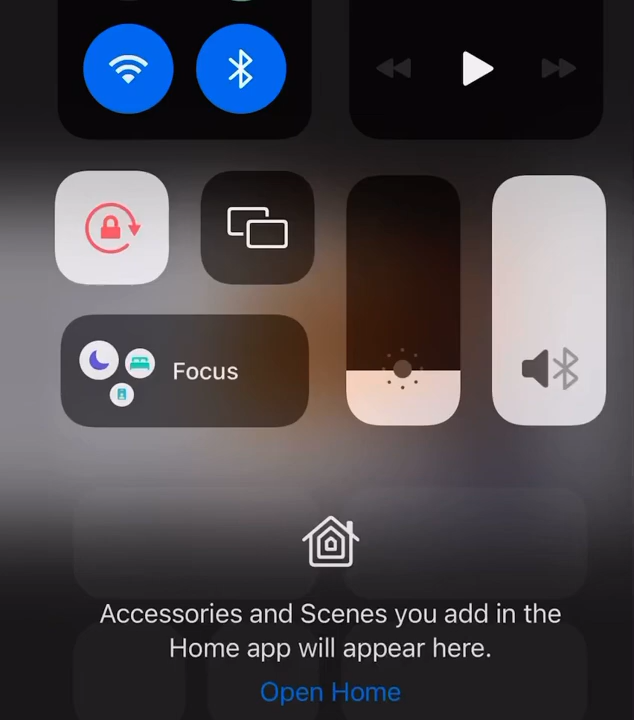 Focus
Accessories and Scenes you add in the
Home app will appear here.
Open Home